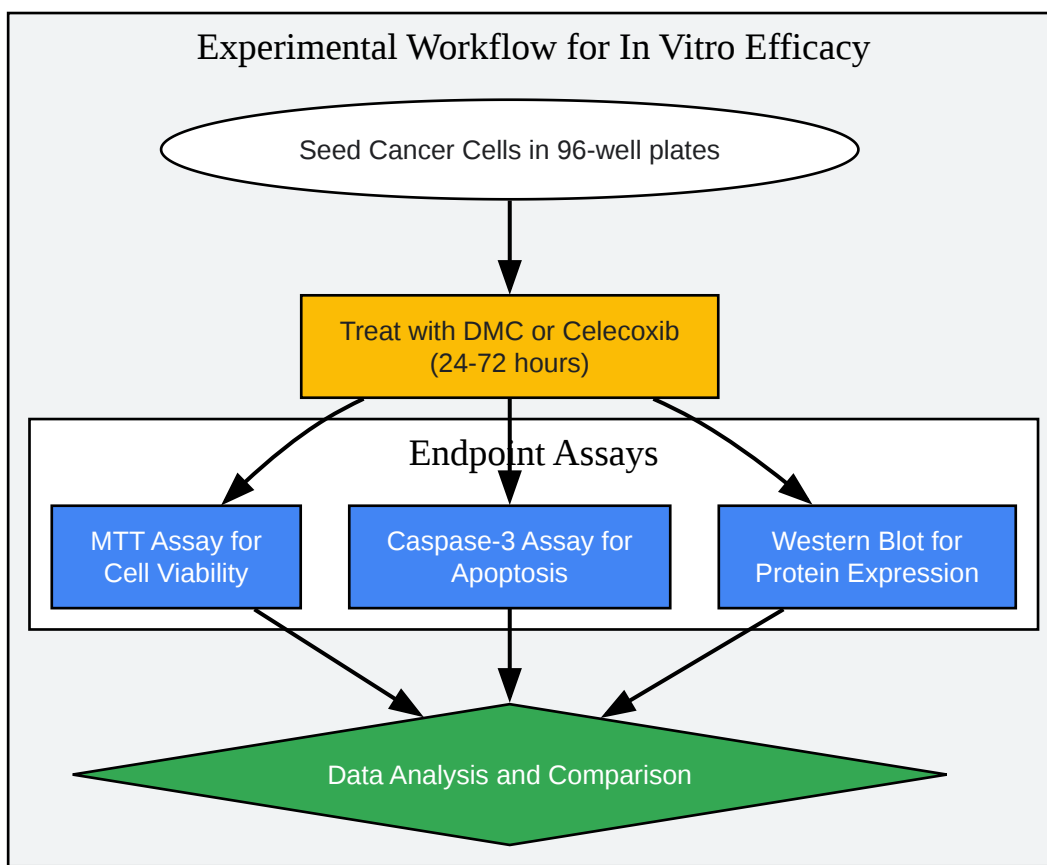 Experimental Workflow for In Vitro Efficacy
Seed Cancer Cells in 96-well plates
Treat with DMC or Celecoxib
(24-72 hours)
Endpoint Assays
MTT Assay for
Cell Viability
Caspase-3 Assay for
Apoptosis
Western Blot for
Protein Expression
Data Analysis and Comparison